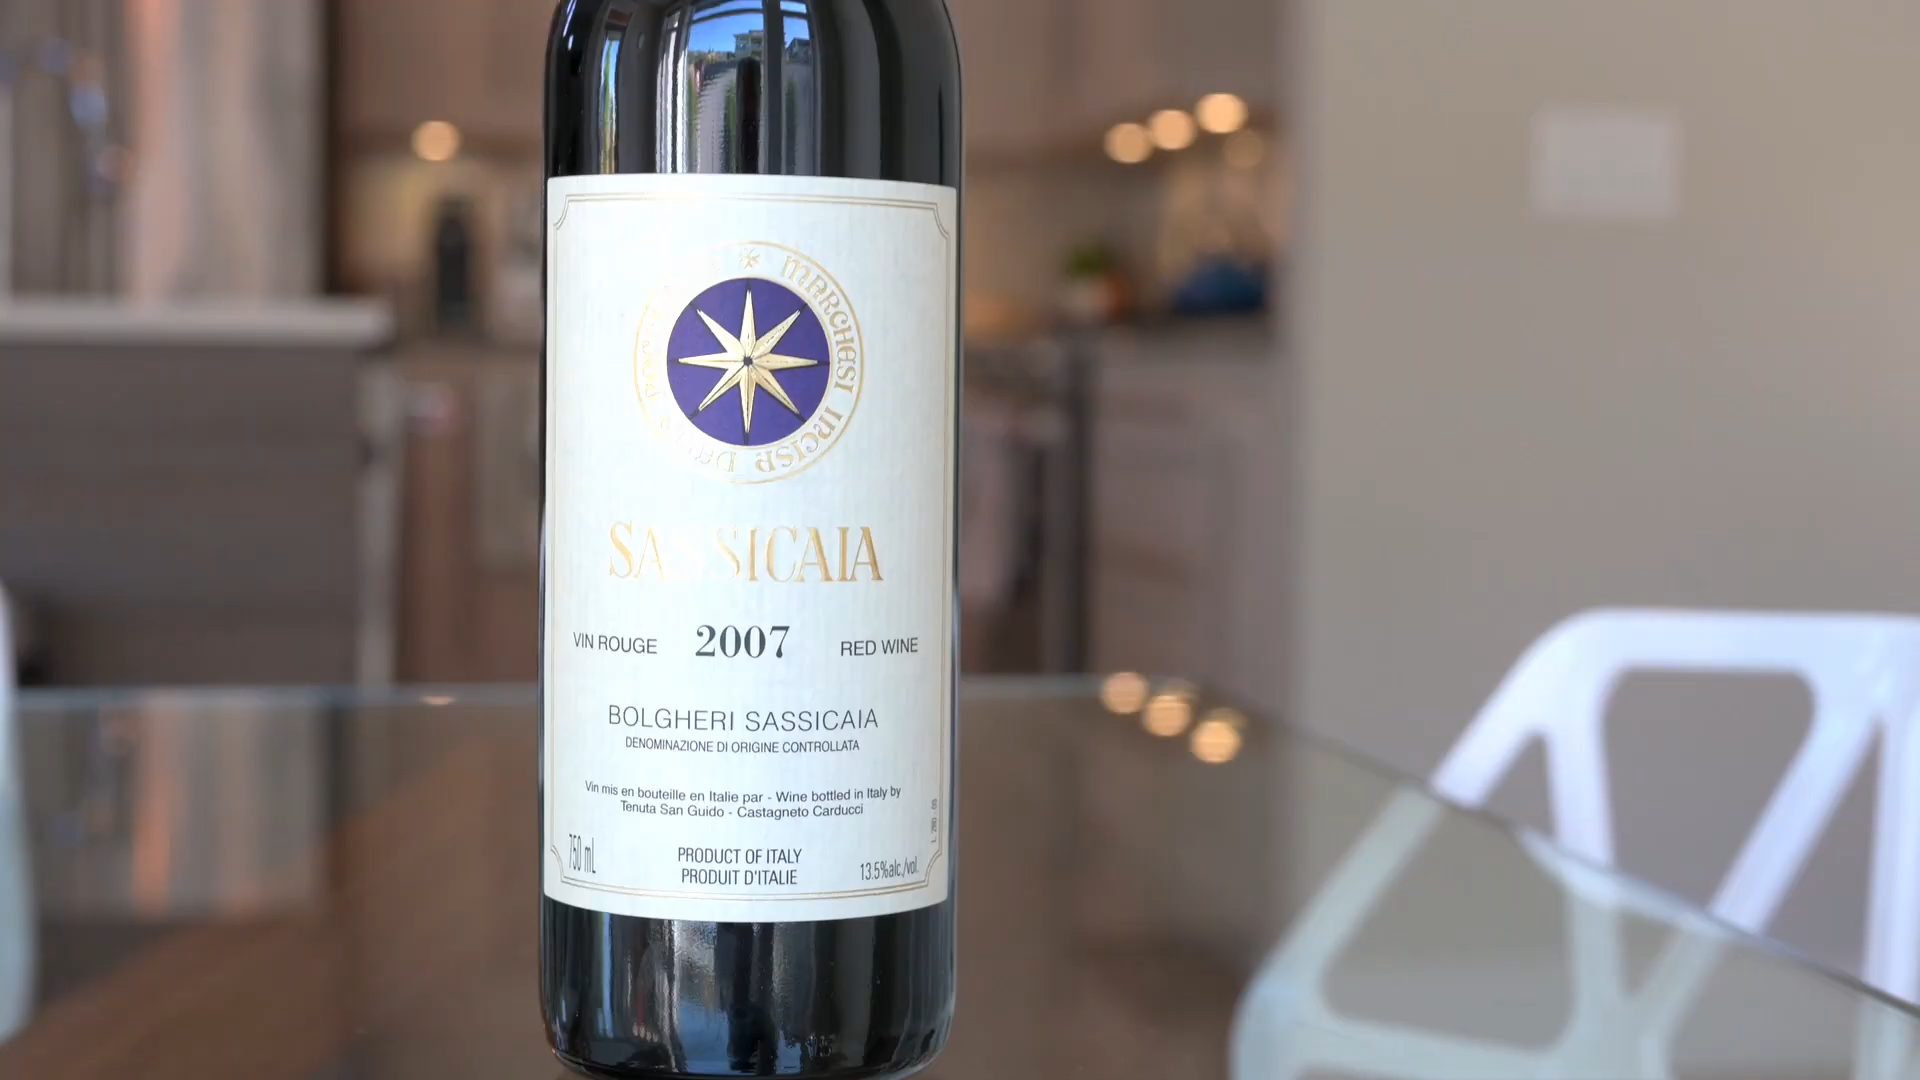 MARCHESI INCISA
SASSICAIA
VIN ROUGE 2007 RED WINE
BOLGHERI SASSICAIA
DENOMINAZIONE DI ORIGINE CONTROLLATA
Vin mis en bouteille en Italie par - Wine bottled in Italy by
Tenuta San Guido - Castagneto Carducci
750 mL
PRODUCT OF ITALY
PRODUIT D'ITALIE
13.5%alc./vol.